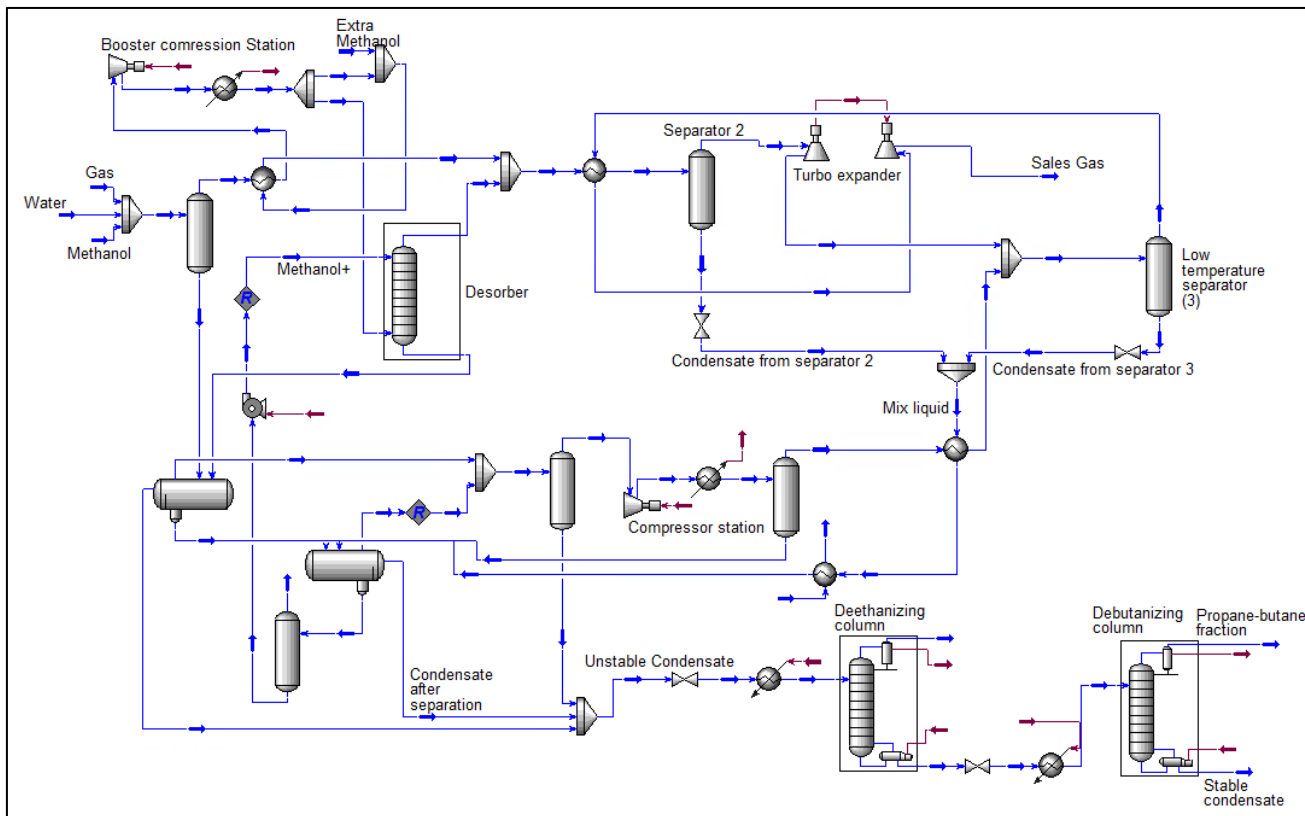 Extra
Methanol
Booster comression Station
Separator 2
Gas
Turbo expander
Sales Gas
Water
Methanol
Methanol+
Desorber
Low
temperature
separator
(3)
R
Condensate from separator 2
Condensate from separator 3
Mix liquid
R
Compressor station
Deethanizing
column
Debutanizing
column
Propane-butane
fraction
Unstable Condensate
Condensate
after
separation
Stable
condensate